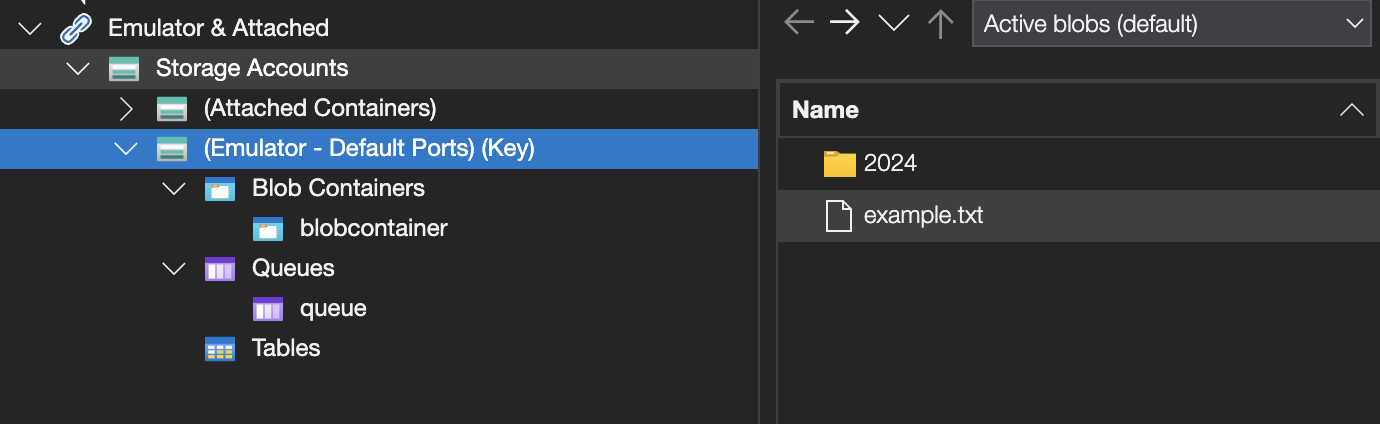 Emulator & Attached
Storage Accounts
(Attached Containers)
(Emulator - Default Ports) (Key)
Blob Containers
blobcontainer
Queues
queue
Tables
Active blobs (default)
Name
2024
example.txt